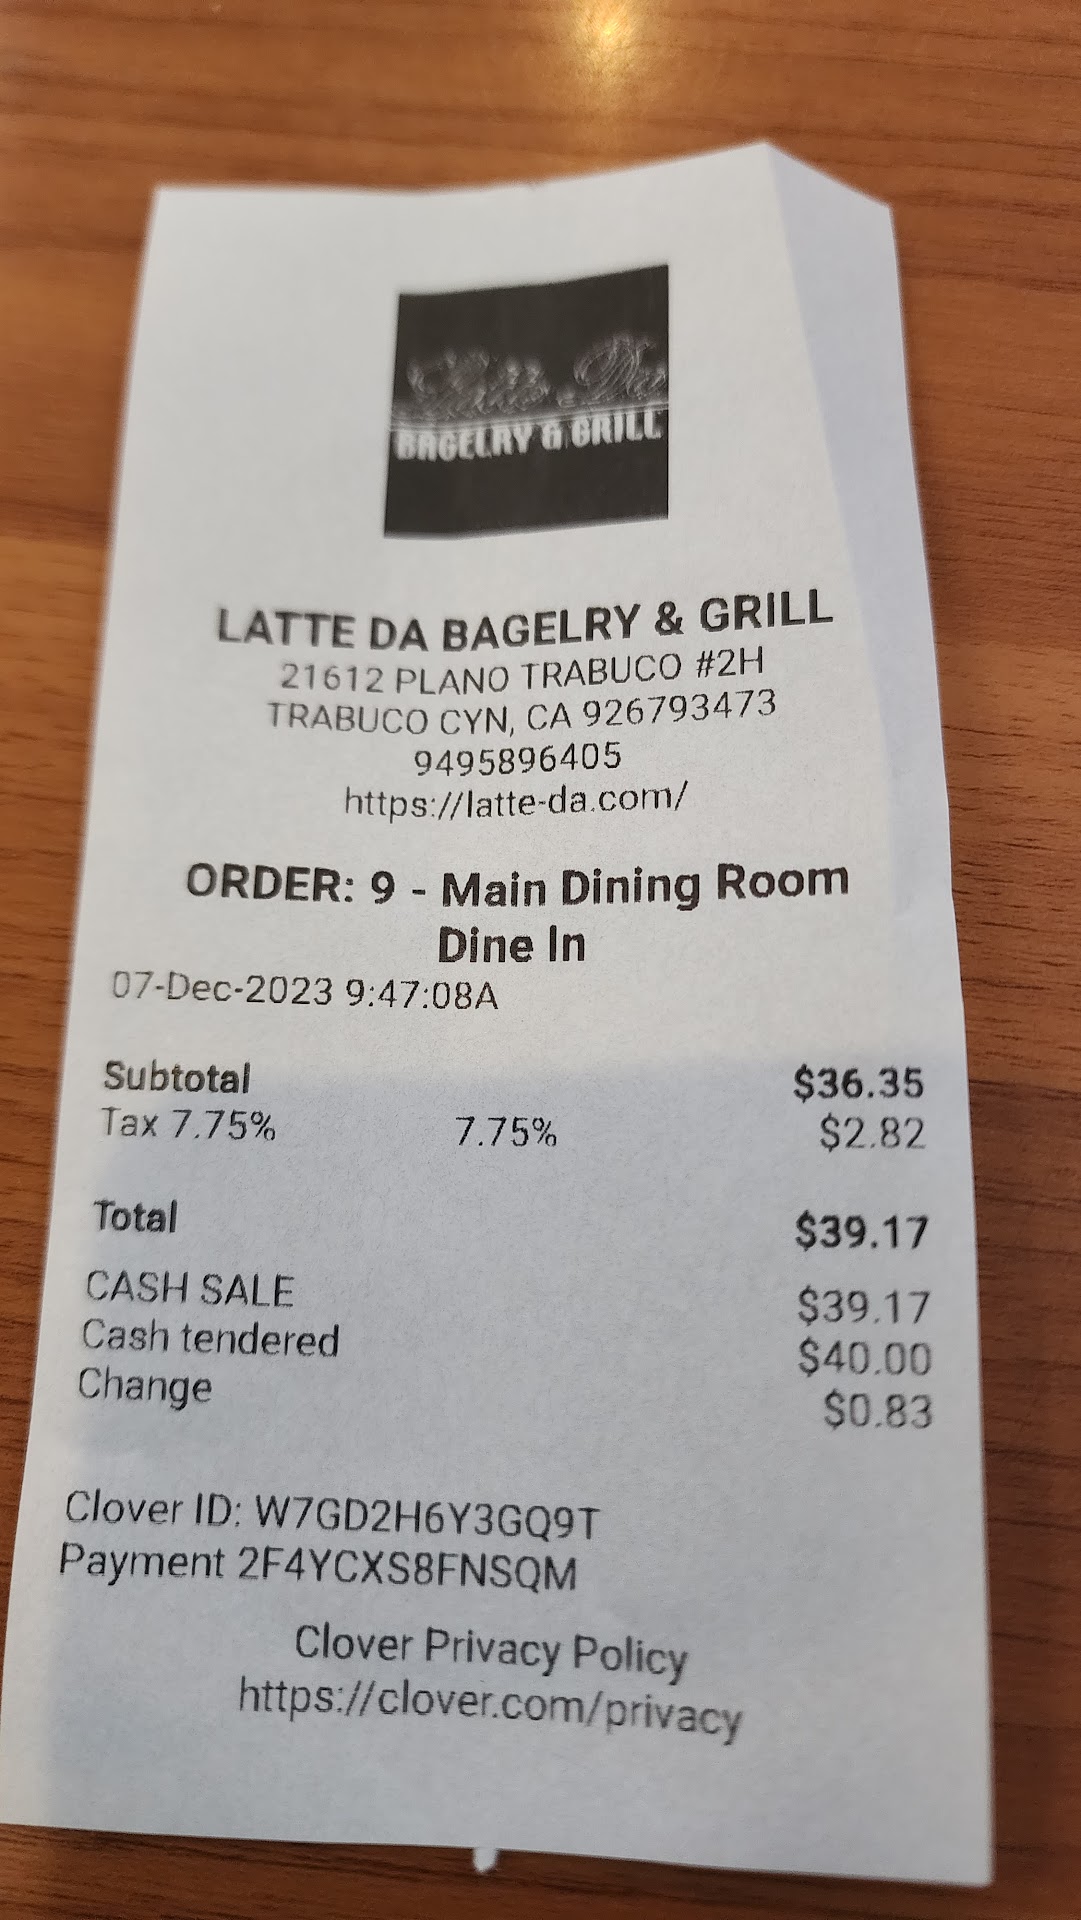 BAGELRY & GRILL
LATTE DA BAGELRY & GRILL
21612 PLANO TRABUCO #2H
TRABUCO CYN, CA 926793473
9495896405
https://latte-da.com/
ORDER: 9 - Main Dining Room
Dine In
07-Dec-2023 9:47:08A
Subtotal $36.35
Tax 7.75% 7.75% $2.82
Total $39.17
CASH SALE $39.17
Cash tendered $40.00
Change $0.83
Clover ID: W7GD2H6Y3GQ9T
Payment 2F4YCXS8FNSQM
Clover Privacy Policy
https://clover.com/privacy